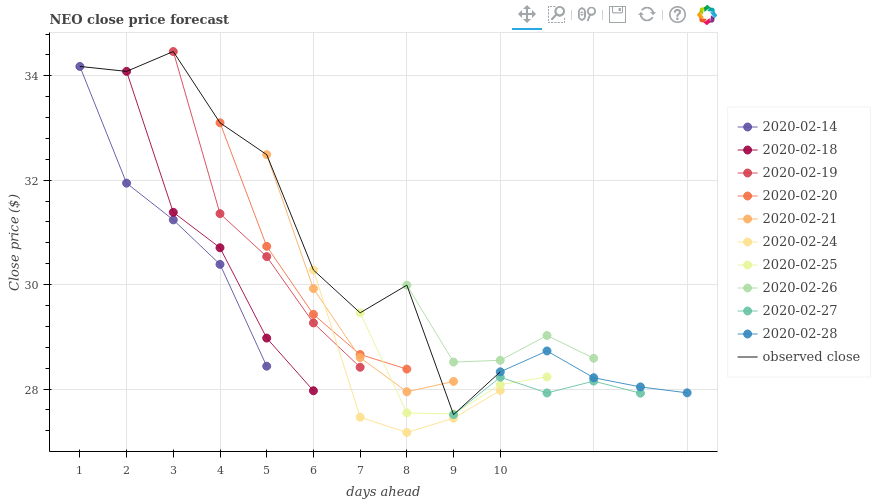 NEO close price forecast
34
32
30
28
Close price ($)
1 2 3 4 5 6 7 8 9 10
days ahead
2020-02-14
2020-02-18
2020-02-19
2020-02-20
2020-02-21
2020-02-24
2020-02-25
2020-02-26
2020-02-27
2020-02-28
observed close